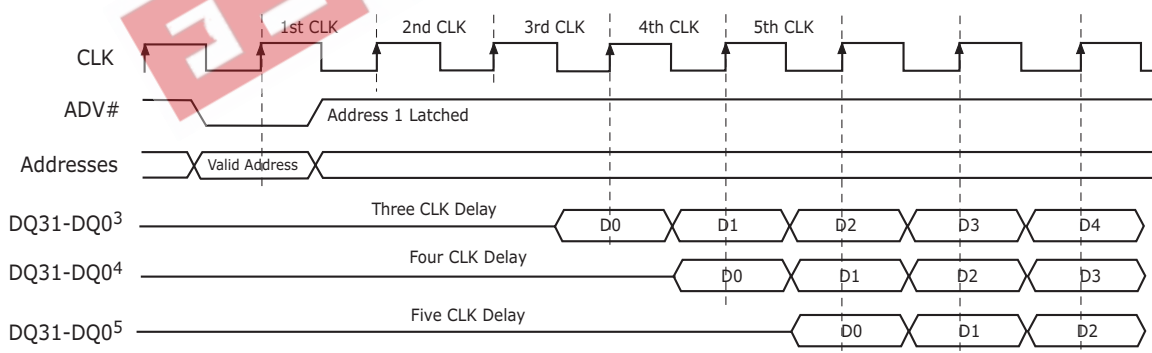 1st CLK 2nd CLK 3rd CLK 4th CLK 5th CLK
CLK
ADV# Address 1 Latched
Addresses Valid Address
DQ31-DQ0³ Three CLK Delay D0 D1 D2 D3 D4
DQ31-DQ0⁴ Four CLK Delay D0 D1 D2 D3
DQ31-DQ0⁵ Five CLK Delay D0 D1 D2